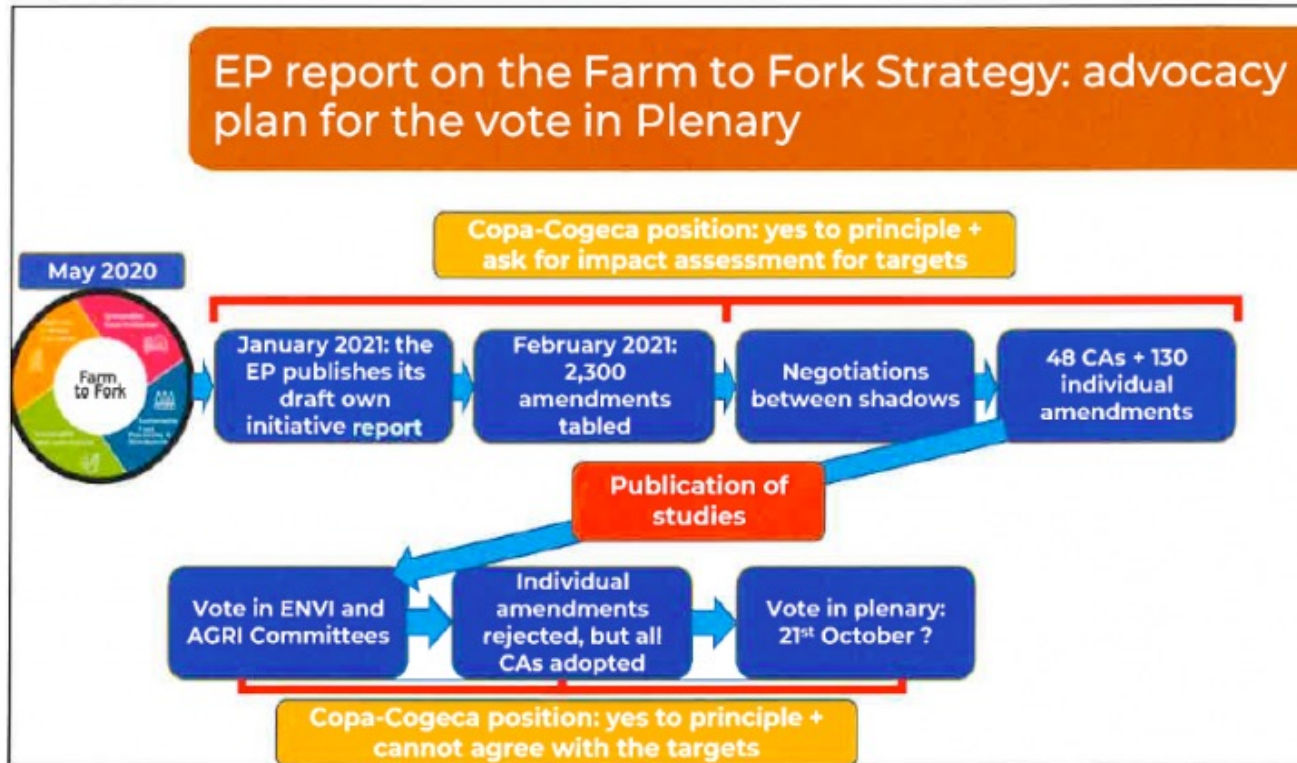 EP report on the Farm to Fork Strategy: advocacy
plan for the vote in Plenary
Copa-Cogeca position: yes to principle +
ask for impact assessment for targets
May 2020
Farm
to Fork
January 2021: the
EP publishes its
draft own
initiative report
February 2021:
2,300
amendments
tabled
Negotiations
between shadows
48 CAs + 130
individual
amendments
Publication of
studies
Vote in ENVI and
AGRI Committees
Individual
amendments
rejected, but all
CAs adopted
Vote in plenary:
21st October ?
Copa-Cogeca position: yes to principle +
cannot agree with the targets